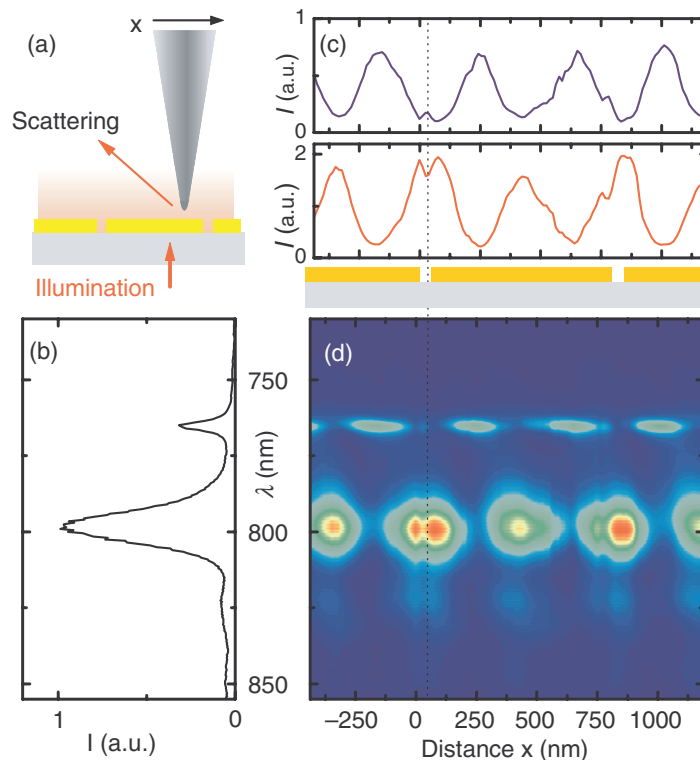 (a)
x
Scattering
Illumination
(c)
1
0
I (a.u.)
2
1
0
I (a.u.)
(b)
750
800
850
λ (nm)
1
0
I (a.u.)
(d)
−250
0
250
500
750
1000
Distance x (nm)